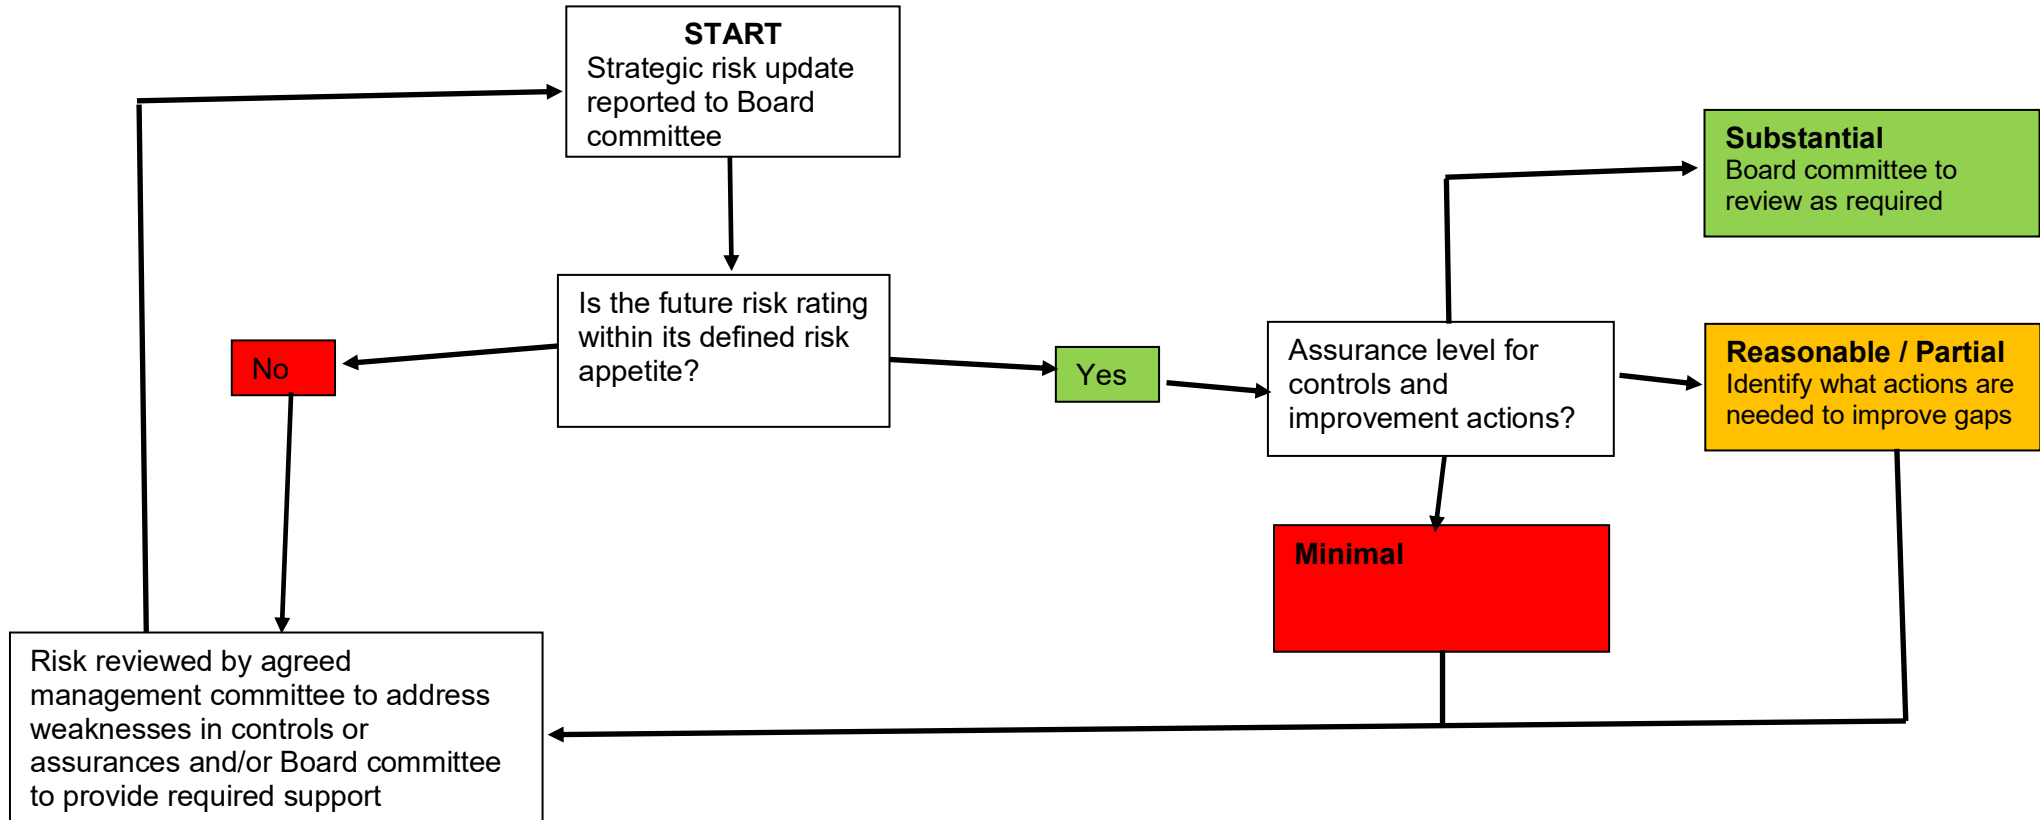 START
Strategic risk update
reported to Board
committee
Substantial
Board committee to
review as required
Is the future risk rating
within its defined risk
appetite?
No
Yes
Assurance level for
controls and
improvement actions?
Reasonable / Partial
Identify what actions are
needed to improve gaps
Minimal
Risk reviewed by agreed
management committee to address
weaknesses in controls or
assurances and/or Board committee
to provide required support